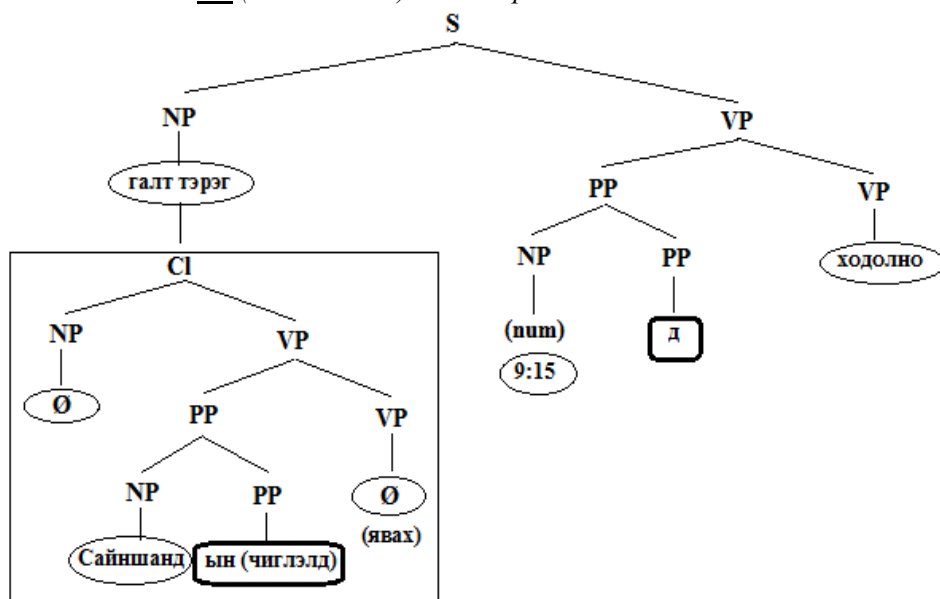 S
NP VP
галт тэрэг PP VP
NP PP ходолно
Cl
(num) д
NP VP
9:15
Ø PP VP
NP PP Ø
(явах)
Сайншанд ын (чиглэлд)